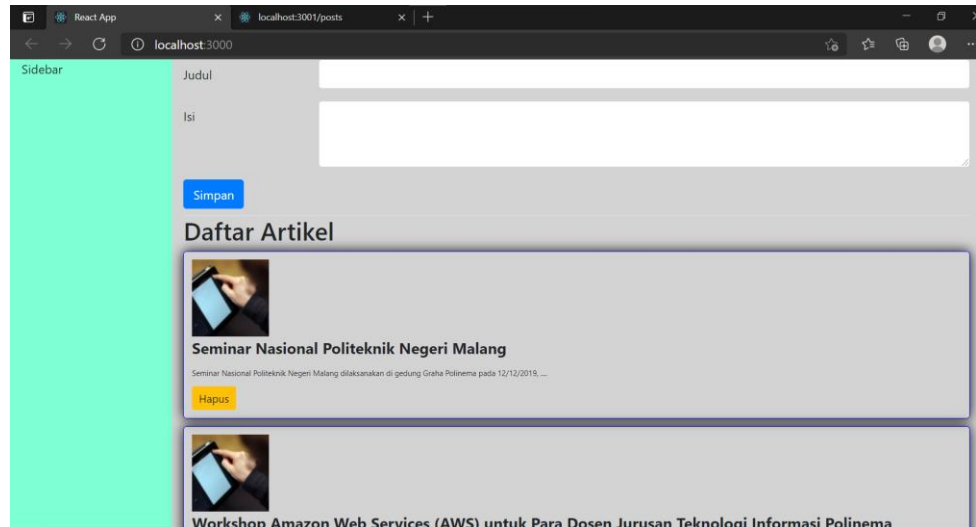 React App
localhost:3001/posts
localhost:3000
Sidebar
Judul
Isi
Simpan
Daftar Artikel
Seminar Nasional Politeknik Negeri Malang
Seminar Nasional Politeknik Negeri Malang dilaksanakan di gedung Graha Polinema pada 12/12/2019, ....
Hapus
Workshop Amazon Web Services (AWS) untuk Para Dosen Jurusan Teknologi Informasi Polinema